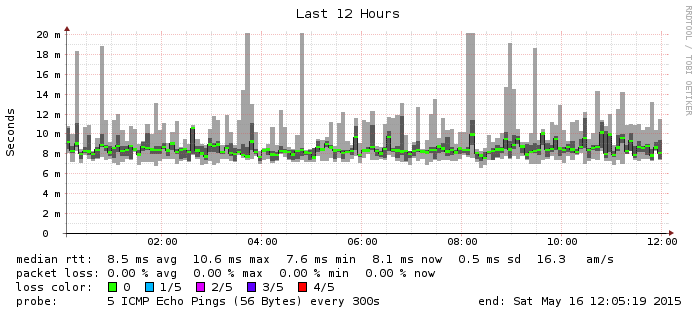 Last 12 Hours
RRDTOOL / TOBI OETIKER
Seconds
20 m
18 m
16 m
14 m
12 m
10 m
8 m
6 m
4 m
2 m
0
02:00 04:00 06:00 08:00 10:00 12:00
median rtt: 8.5 ms avg 10.6 ms max 7.6 ms min 8.1 ms now 0.5 ms sd 16.3 am/s
packet loss: 0.00 % avg 0.00 % max 0.00 % min 0.00 % now
loss color: 0 1/5 2/5 3/5 4/5
probe: 5 ICMP Echo Pings (56 Bytes) every 300s end: Sat May 16 12:05:19 2015